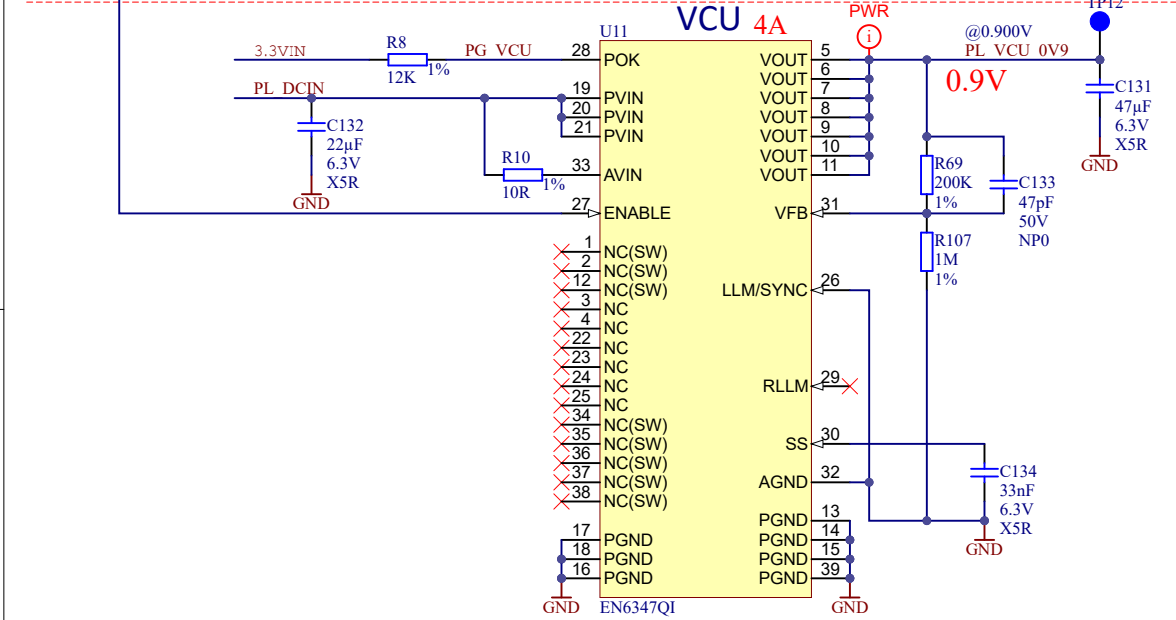 VCU 4A
PWR
i
TP12
U11
@0.900V
PL_VCU_0V9
0.9V
3.3VIN
R8
12K
1%
PG_VCU
28
POK
PL_DCIN
19
PVIN
20
PVIN
21
PVIN
C132
22µF
6.3V
X5R
GND
R10
10R
1%
33
AVIN
27
ENABLE
1
NC(SW)
2
NC(SW)
12
NC(SW)
3
NC
4
NC
22
NC
23
NC
24
NC
25
NC
34
NC(SW)
35
NC(SW)
36
NC(SW)
37
NC(SW)
38
NC(SW)
17
PGND
18
PGND
16
PGND
GND
EN6347QI
VOUT
5
VOUT
6
VOUT
7
VOUT
8
VOUT
9
VOUT
10
VOUT
11
VFB
31
LLM/SYNC
26
RLLM
29
SS
30
AGND
32
PGND
13
PGND
14
PGND
15
PGND
39
GND
R69
200K
1%
R107
1M
1%
C133
47pF
50V
NP0
C131
47µF
6.3V
X5R
GND
C134
33nF
6.3V
X5R
GND